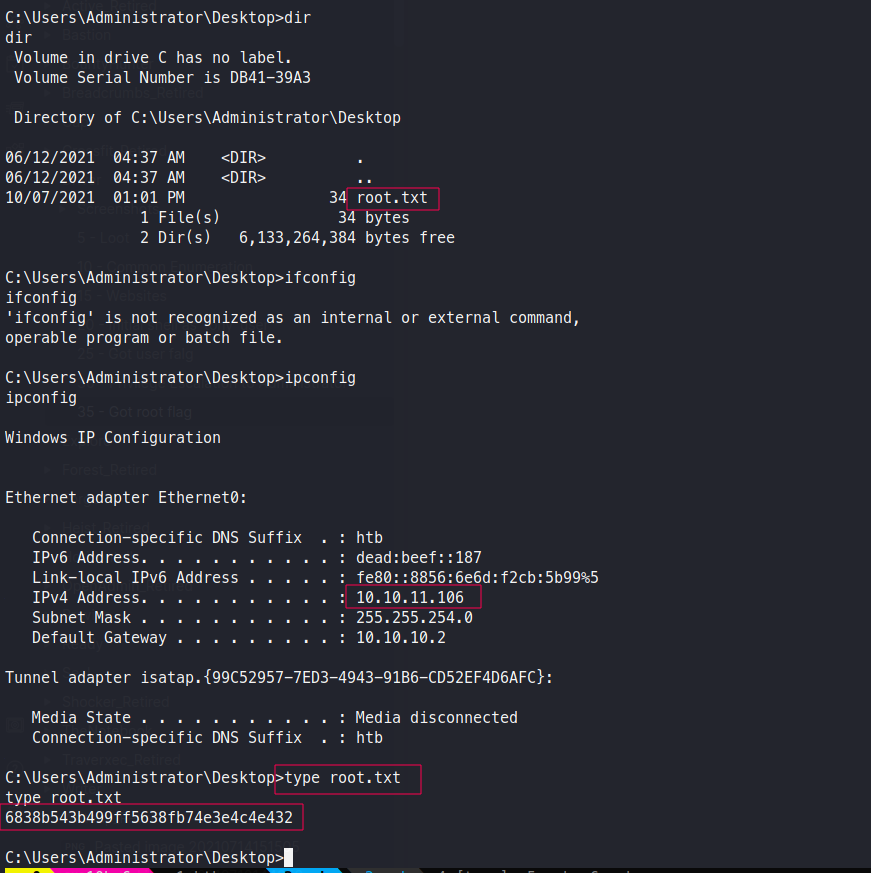 C:\Users\Administrator\Desktop>dir
dir
 Volume in drive C has no label.
 Volume Serial Number is DB41-39A3

 Directory of C:\Users\Administrator\Desktop

06/12/2021  04:37 AM    <DIR>          .
06/12/2021  04:37 AM    <DIR>          ..
10/07/2021  01:01 PM                34 root.txt
               1 File(s)             34 bytes
               2 Dir(s)   6,133,264,384 bytes free

C:\Users\Administrator\Desktop>ifconfig
ifconfig
'ifconfig' is not recognized as an internal or external command,
operable program or batch file.

C:\Users\Administrator\Desktop>ipconfig
ipconfig
35 - Got root flag

Windows IP Configuration

Forest_Retired

Ethernet adapter Ethernet0:

   Connection-specific DNS Suffix  . : htb
   IPv6 Address. . . . . . . . . . . : dead:beef::187
   Link-local IPv6 Address . . . . . : fe80::8856:6e6d:f2cb:5b99%5
   IPv4 Address. . . . . . . . . . . : 10.10.11.106
   Subnet Mask . . . . . . . . . . . : 255.255.254.0
   Default Gateway . . . . . . . . . : 10.10.10.2

Tunnel adapter isatap.{99C52957-7ED3-4943-91B6-CD52EF4D6AFC}:

Shocker_Retired
   Media State . . . . . . . . . . . : Media disconnected
   Connection-specific DNS Suffix  . : htb

C:\Users\Administrator\Desktop>type root.txt
type root.txt
6838b543b499ff5638fb74e3e4c4e432

C:\Users\Administrator\Desktop>